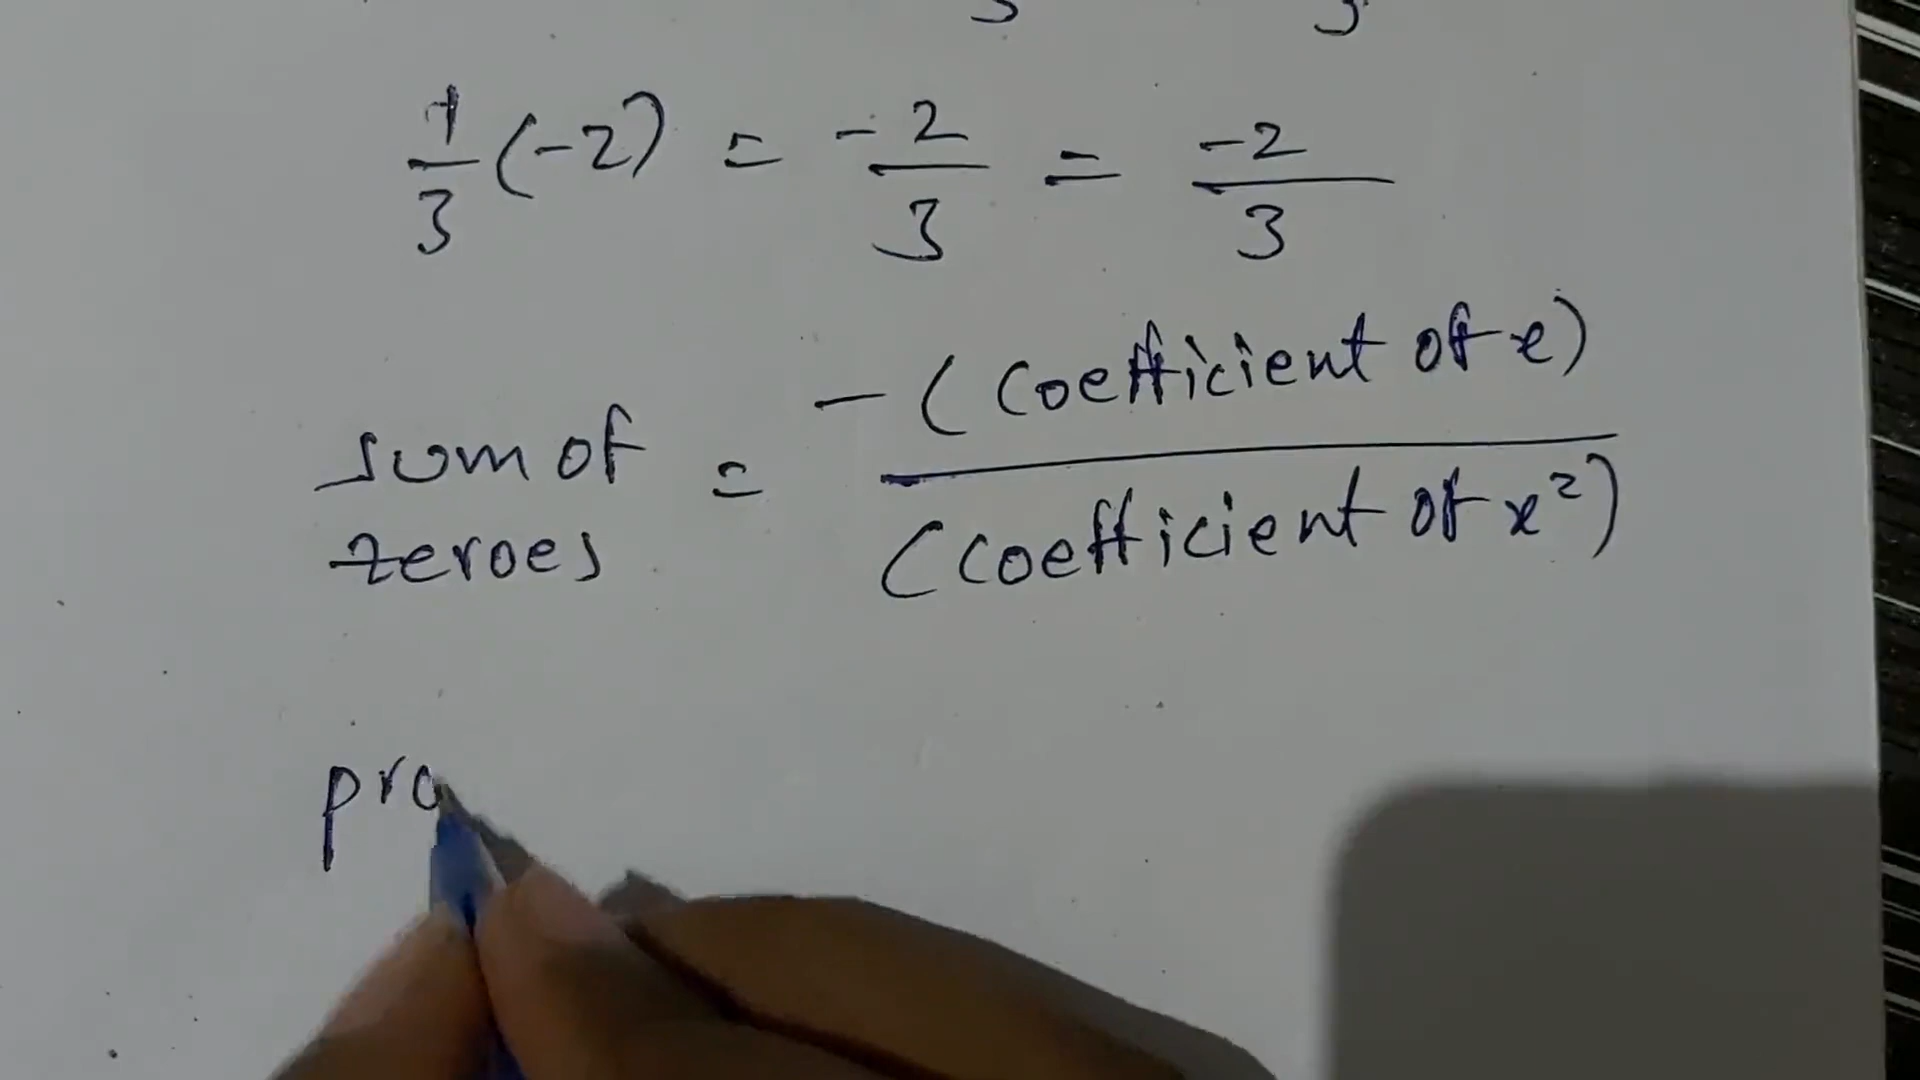 1/3 (-2) = -2/3 = -2/3
sum of zeroes = -(coefficient of x) / (coefficient of x²)
pro